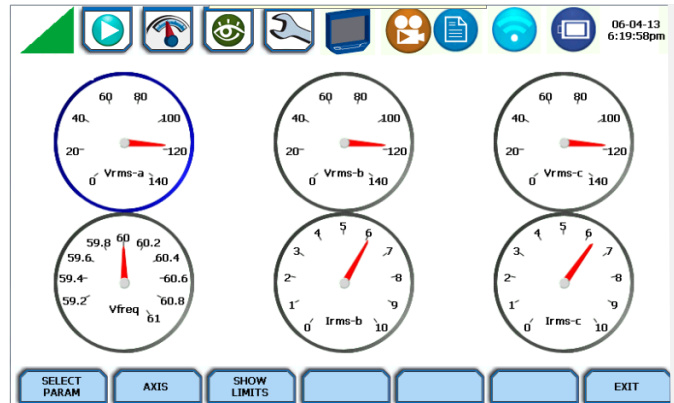 06-04-13
6:19:58pm
60 80
40 100
20 120
0 Vrms-a 140
60 80
40 100
20 120
0 Vrms-b 140
60 80
40 100
20 120
0 Vrms-c 140
59.8 60 60.2
59.6 60.4
59.4 60.6
59.2 60.8
Vfreq 61
4 5 6
3 7
2 8
1 9
0 Irms-b 10
4 5 6
3 7
2 8
1 9
0 Irms-c 10
SELECT
PARAM
AXIS
SHOW
LIMITS
EXIT